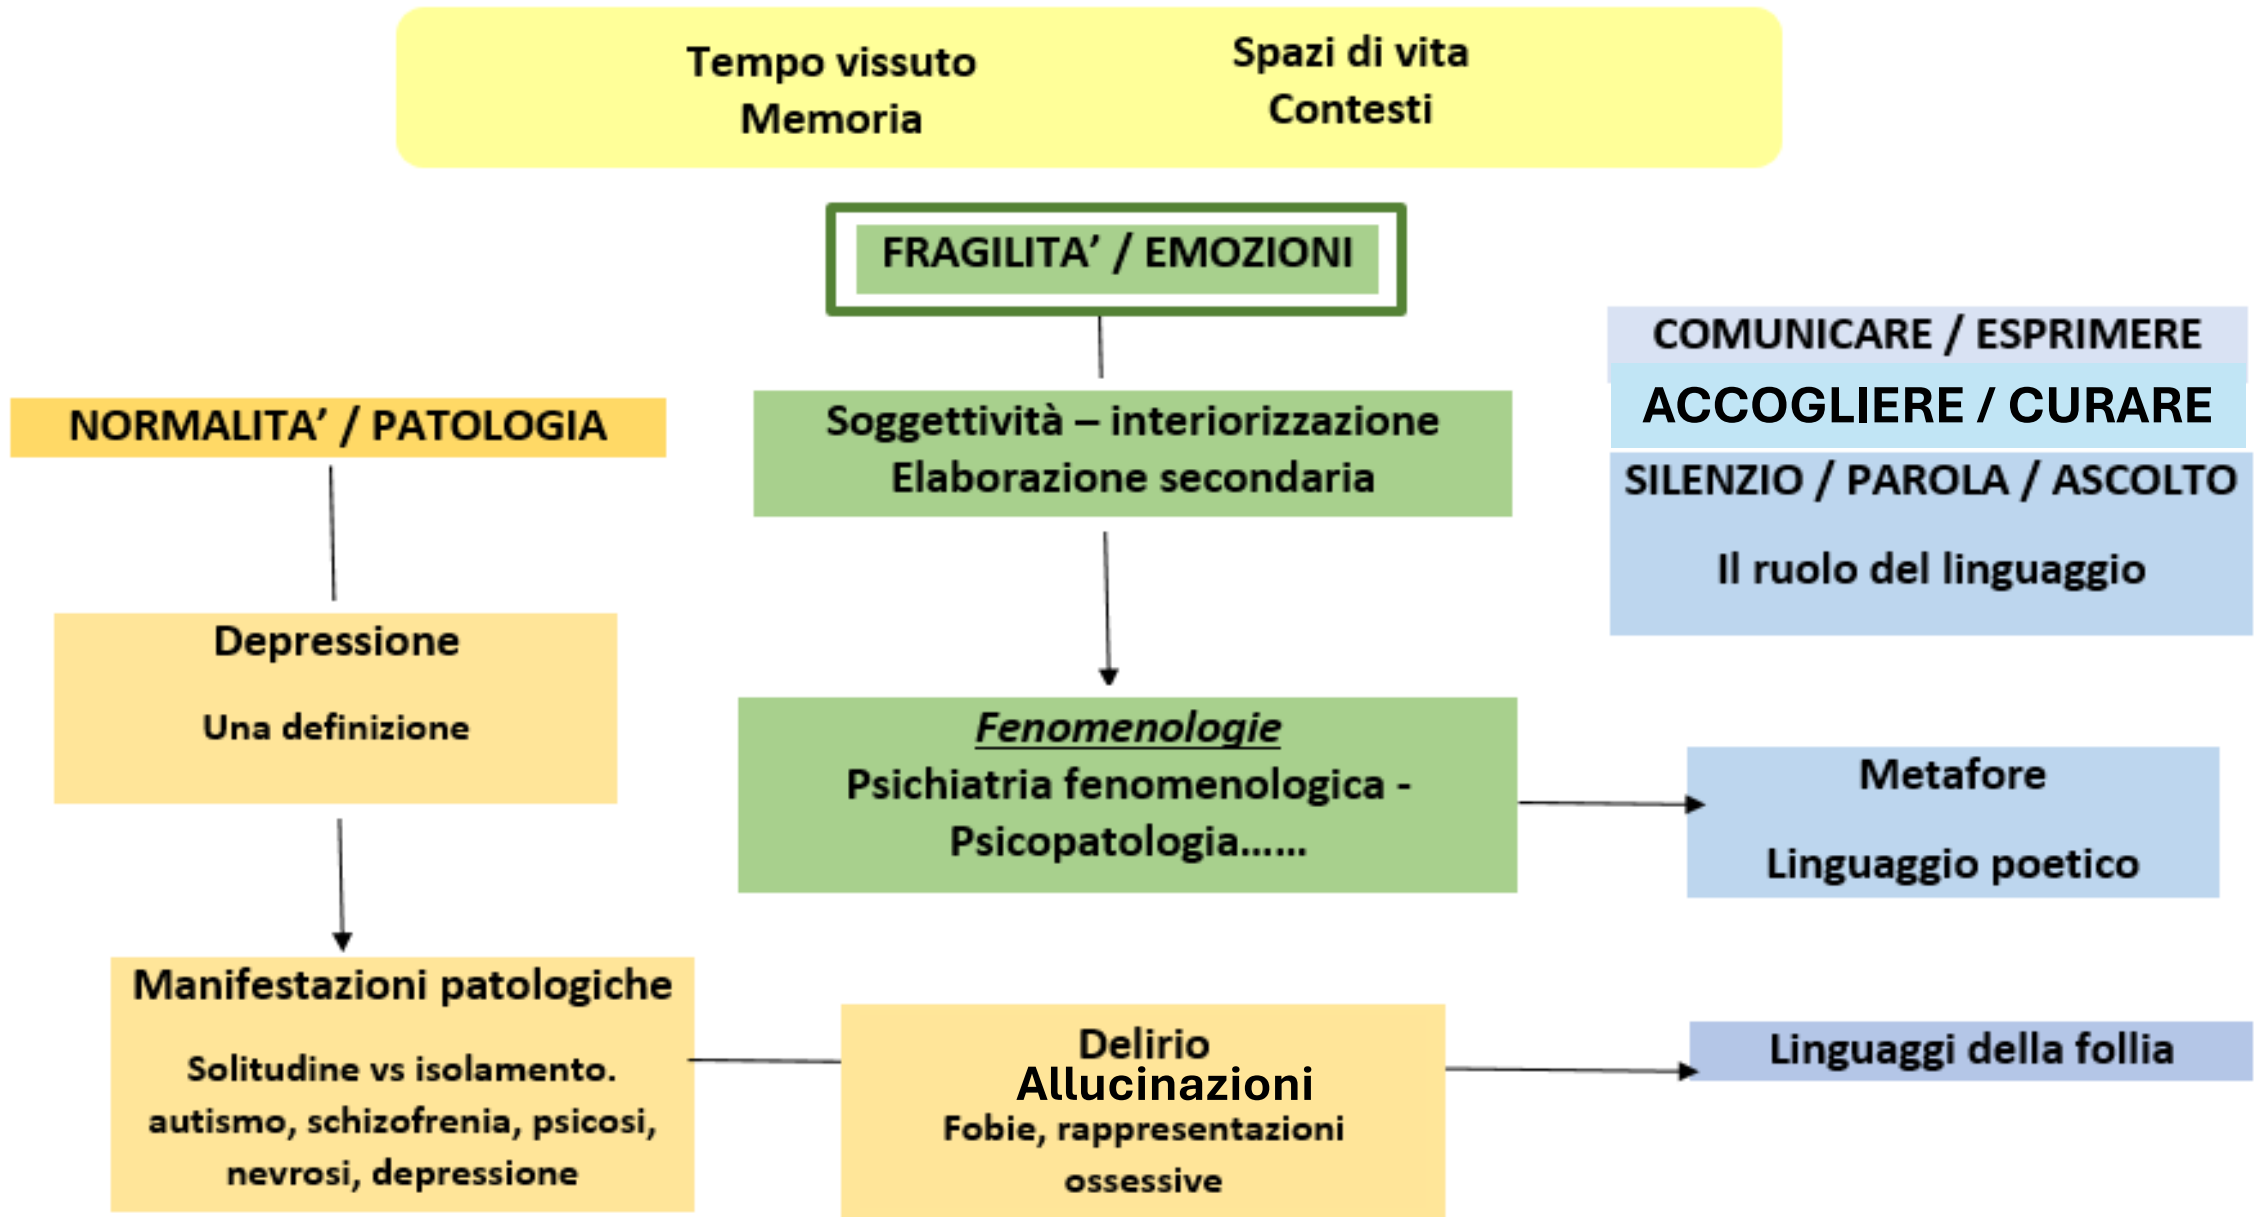 Tempo vissuto
Memoria
Spazi di vita
Contesti
FRAGILITA’ / EMOZIONI
COMUNICARE / ESPRIMERE
ACCOGLIERE / CURARE
SILENZIO / PAROLA / ASCOLTO
Il ruolo del linguaggio
NORMALITA’ / PATOLOGIA
Soggettività – interiorizzazione
Elaborazione secondaria
Depressione
Una definizione
Fenomenologie
Psichiatria fenomenologica -
Psicopatologia……
Metafore
Linguaggio poetico
Manifestazioni patologiche
Solitudine vs isolamento.
autismo, schizofrenia, psicosi,
nevrosi, depressione
Delirio
Allucinazioni
Fobie, rappresentazioni
ossessive
Linguaggi della follia